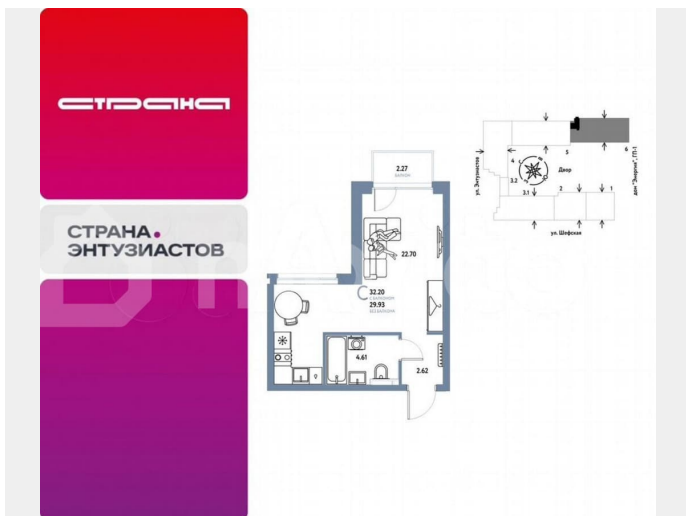 СТРАНА
СТРАНА.
ЭНТУЗИАСТОВ
2.27
БАЛКОН
22.70
С
32.20
С БАЛКОНОМ
29.93
БЕЗ БАЛКОНА
4.61
2.62
ул. Энтузиастов
4
5
6
Двор
3.2
3.1
2
1
ул. Шефская
дом "Энергия", ГП-1